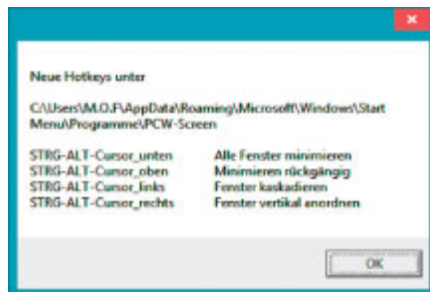 Neue Hotkeys unter
C:\Users\M.O.F\AppData\Roaming\Microsoft\Windows\Start
Menu\Programme\PCW-Screen
STRG-ALT-Cursor_unten Alle Fenster minimieren
STRG-ALT-Cursor_oben Minimieren rückgängig
STRG-ALT-Cursor_links Fenster kaskadieren
STRG-ALT-Cursor_rechts Fenster vertikal anordnen
OK